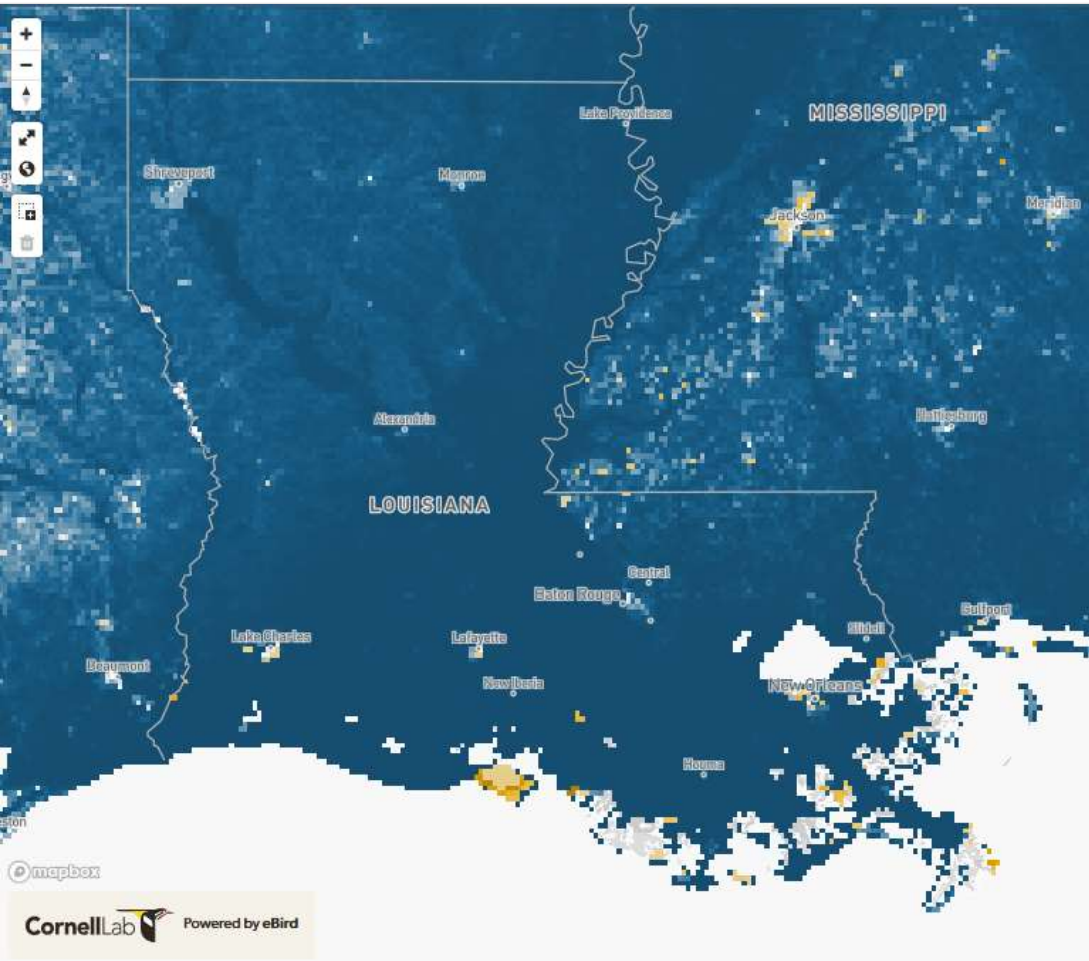 Lake Providence
MISSISSIPPI
Shreveport
Monroe
Meridian
Jackson
Alexandria
Hattiesburg
LOUISIANA
Central
Baton Rouge
Gulfport
Slidell
Lake Charles
Lafayette
Beaumont
New Iberia
New Orleans
Houma
ston
mapbox
CornellLab Powered by eBird